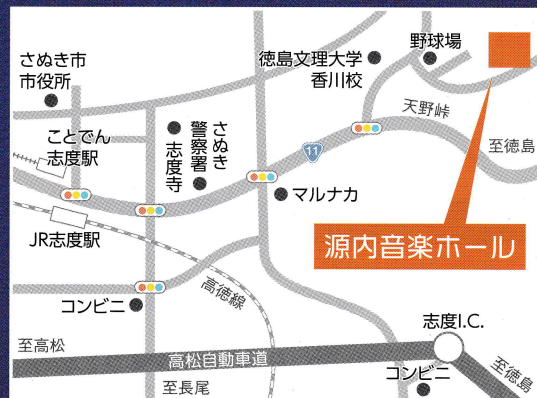 さぬき市
市役所
徳島文理大学
香川校
野球場
天野峠
至徳島
ことでん
志度駅
志度寺
さぬき
警察署
11
マルナカ
源内音楽ホール
JR志度駅
高徳線
コンビニ
志度I.C.
至高松
高松自動車道
至徳島
コンビニ
至長尾